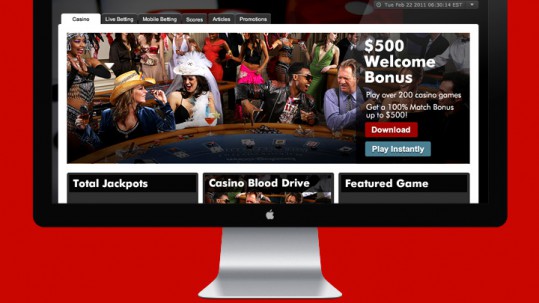 Tue Feb 22 2011 06:30:14 EST
Casino Live Betting Mobile Betting Scores Articles Promotions
$500
Welcome
Bonus
Play over 200 casino games
Get a 100% Match Bonus
up to $500!
Download
Play Instantly
Total Jackpots
Casino Blood Drive
Featured Game